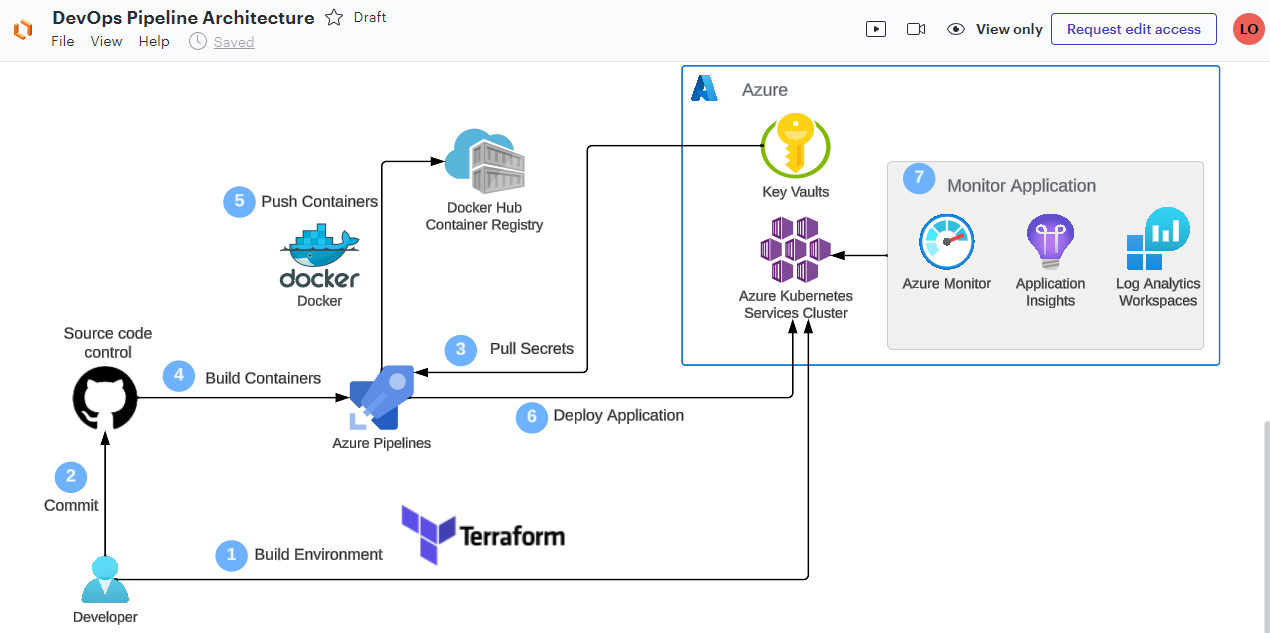 DevOps Pipeline Architecture
Draft
File View Help Saved
View only
Request edit access
LO
Azure
Key Vaults
7 Monitor Application
Azure Monitor
Application
Insights
Log Analytics
Workspaces
Azure Kubernetes
Services Cluster
5 Push Containers
Docker Hub
Container Registry
docker
Docker
3 Pull Secrets
Source code
control
4 Build Containers
Azure Pipelines
6 Deploy Application
2
Commit
1 Build Environment
Terraform
Developer